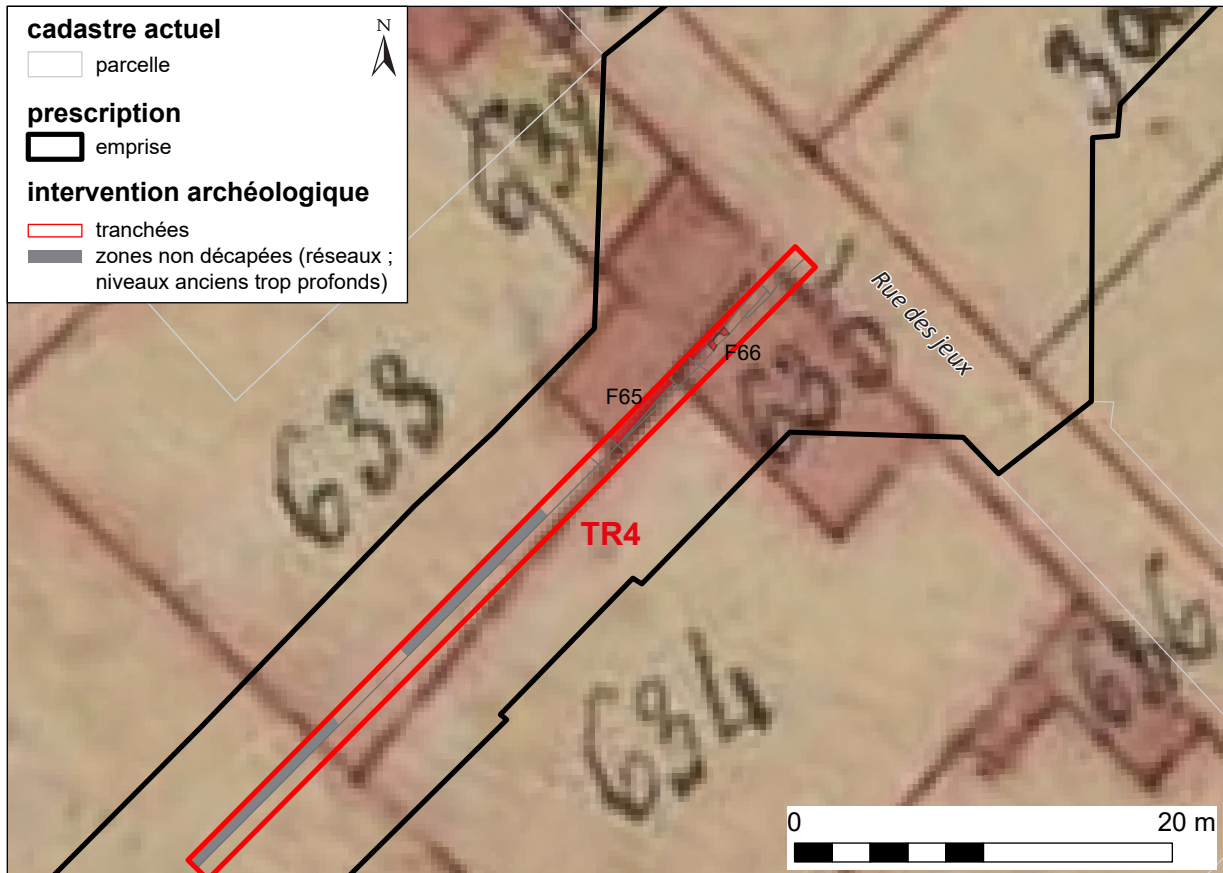 cadastre actuel
parcelle
prescription
emprise
intervention archéologique
tranchées
zones non décapées (réseaux ;
niveaux anciens trop profonds)
N
Rue des jeux
F66
F65
638
TR4
634
0 20 m